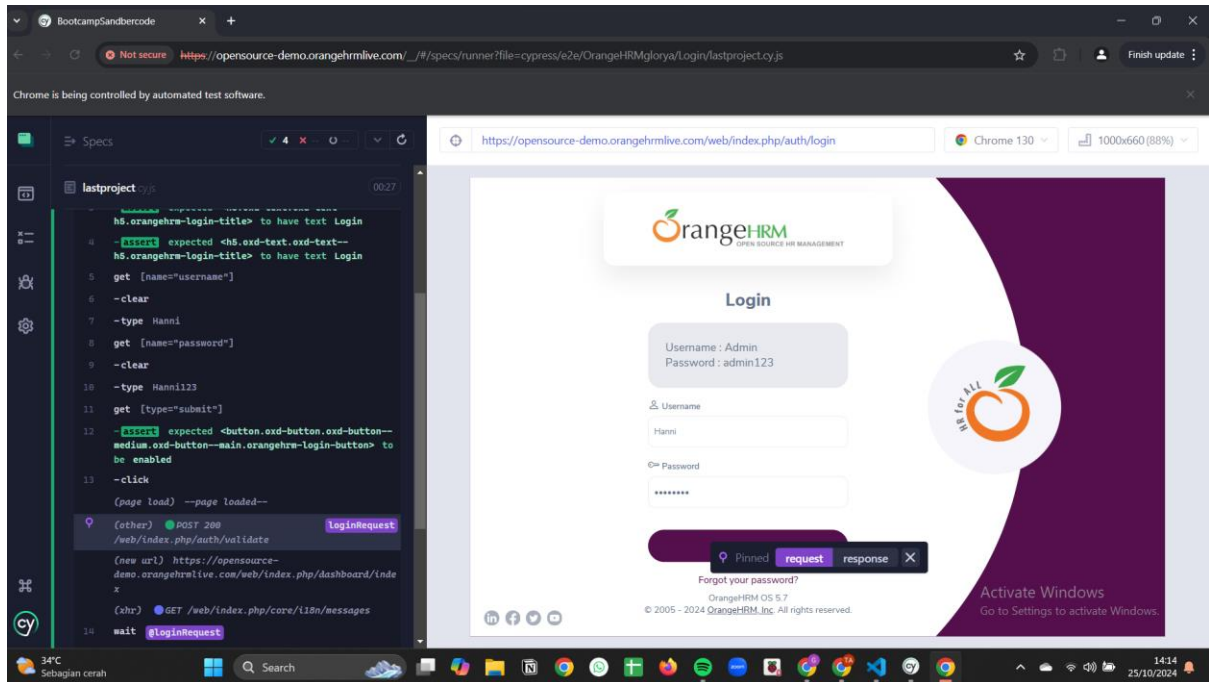 BootcampSandbercode
Not secure https://opensource-demo.orangehrmlive.com/__/#/specs/runner?file=cypress/e2e/OrangeHRMglorya/Login/lastproject.cy.js
Finish update
Chrome is being controlled by automated test software.
Specs
4
lastproject cy.js
00:27
h5.orangehrm-login-title> to have text Login
4 -assert expected <h5.oxd-text.oxd-text--
h5.orangehrm-login-title> to have text Login
5 get [name="username"]
6 -clear
7 -type Hanni
8 get [name="password"]
9 -clear
10 -type Hanni123
11 get [type="submit"]
12 -assert expected <button.oxd-button.oxd-button--
medium.oxd-button--main.orangehrm-login-button> to
be enabled
13 -click
(page load) --page loaded--
(other) POST 200 loginRequest
/web/index.php/auth/validate
(new url) https://opensource-
demo.orangehrmlive.com/web/index.php/dashboard/inde
x
(xhr) GET /web/index.php/core/i18n/messages
14 wait @loginRequest
cy
https://opensource-demo.orangehrmlive.com/web/index.php/auth/login
Chrome 130
1000x660 (88%)
OrangeHRM
OPEN SOURCE HR MANAGEMENT
Login
Username : Admin
Password : admin123
Username
Hanni
Password
••••••••
Pinned request response
Forgot your password?
OrangeHRM OS 5.7
© 2005 - 2024 OrangeHRM, Inc. All rights reserved.
HR for ALL
Activate Windows
Go to Settings to activate Windows.
34°C
Sebagian cerah
Search
14:14
25/10/2024